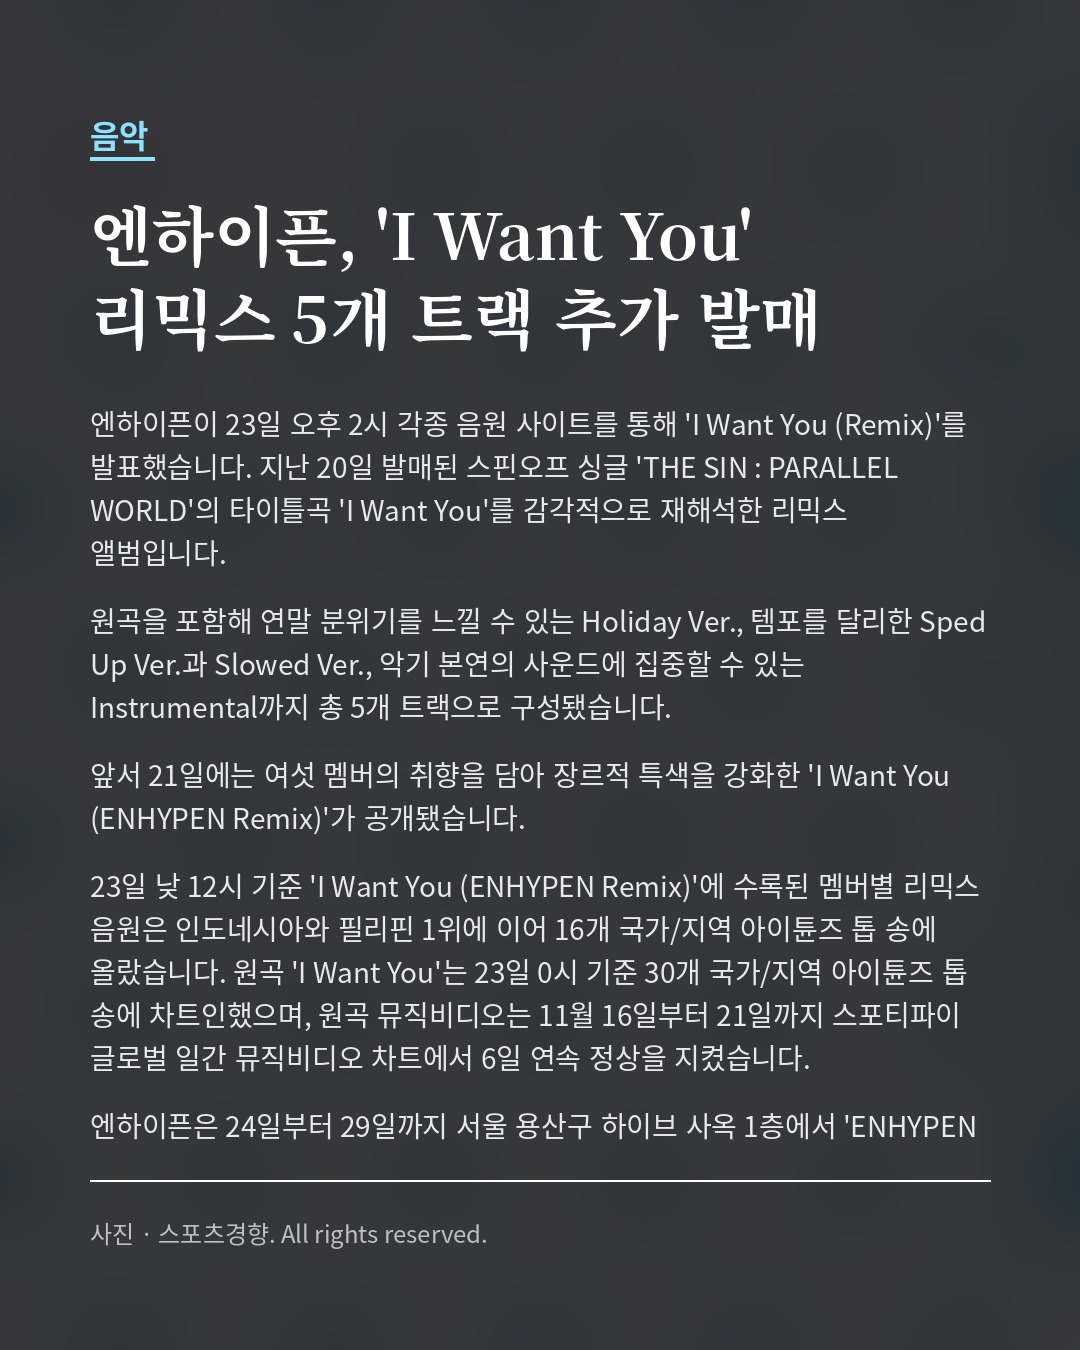 음악
엔하이픈, 'I Want You'
리믹스 5개 트랙 추가 발매
엔하이픈이 23일 오후 2시 각종 음원 사이트를 통해 'I Want You (Remix)'를
발표했습니다. 지난 20일 발매된 스핀오프 싱글 'THE SIN : PARALLEL
WORLD'의 타이틀곡 'I Want You'를 감각적으로 재해석한 리믹스
앨범입니다.
원곡을 포함해 연말 분위기를 느낄 수 있는 Holiday Ver., 템포를 달리한 Sped
Up Ver.과 Slowed Ver., 악기 본연의 사운드에 집중할 수 있는
Instrumental까지 총 5개 트랙으로 구성됐습니다.
앞서 21일에는 여섯 멤버의 취향을 담아 장르적 특색을 강화한 'I Want You
(ENHYPEN Remix)'가 공개됐습니다.
23일 낮 12시 기준 'I Want You (ENHYPEN Remix)'에 수록된 멤버별 리믹스
음원은 인도네시아와 필리핀 1위에 이어 16개 국가/지역 아이튠즈 톱 송에
올랐습니다. 원곡 'I Want You'는 23일 0시 기준 30개 국가/지역 아이튠즈 톱
송에 차트인했으며, 원곡 뮤직비디오는 11월 16일부터 21일까지 스포티파이
글로벌 일간 뮤직비디오 차트에서 6일 연속 정상을 지켰습니다.
엔하이픈은 24일부터 29일까지 서울 용산구 하이브 사옥 1층에서 'ENHYPEN
사진 · 스포츠경향. All rights reserved.